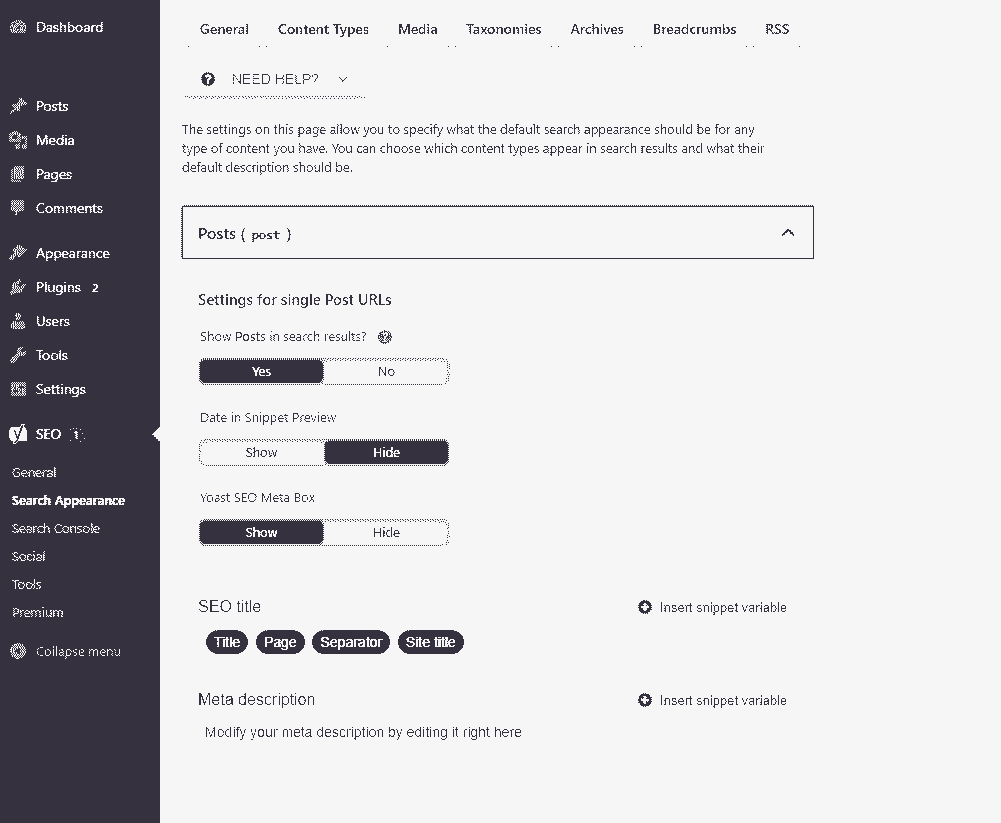 Dashboard
Posts
Media
Pages
Comments
Appearance
Plugins 2
Users
Tools
Settings
SEO 1
General
Search Appearance
Search Console
Social
Tools
Premium
Collapse menu
General Content Types Media Taxonomies Archives Breadcrumbs RSS
NEED HELP?
The settings on this page allow you to specify what the default search appearance should be for any
type of content you have. You can choose which content types appear in search results and what their
default description should be.
Posts ( post )
Settings for single Post URLs
Show Posts in search results?
Yes No
Date in Snippet Preview
Show Hide
Yoast SEO Meta Box
Show Hide
SEO title Insert snippet variable
Title Page Separator Site title
Meta description Insert snippet variable
Modify your meta description by editing it right here